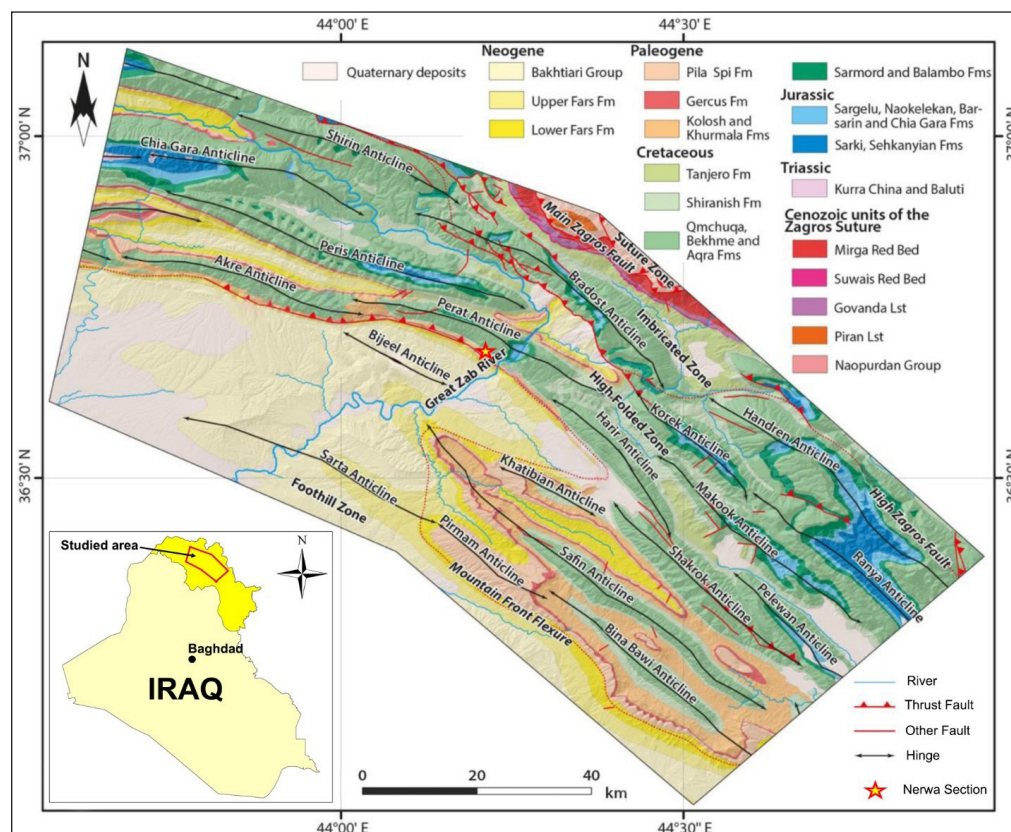 44°00' E
44°30' E
N
37°00' N
37°00' N
36°30' N
36°30' N
Quaternary deposits
Neogene
Bakhtiari Group
Upper Fars Fm
Lower Fars Fm
Paleogene
Pila Spi Fm
Gercus Fm
Kolosh and
Khurmala Fms
Cretaceous
Tanjero Fm
Shiranish Fm
Qmchuqa,
Bekhme and
Aqra Fms
Sarmord and Balambo Fms
Jurassic
Sargelu, Naokelekan, Bar-
sarin and Chia Gara Fms
Sarki, Sehkanyian Fms
Triassic
Kurra China and Baluti
Cenozoic units of the
Zagros Suture
Mirga Red Bed
Suwais Red Bed
Govanda Lst
Piran Lst
Naopurdan Group
Shirin Anticline
Chia Gara Anticline
Peris Anticline
Akre Anticline
Perat Anticline
Bijeel Anticline
Great Zab River
Main Zagros Fault
Suture Zone
Bradost Anticline
Imbricated Zone
High Folded Zone
Korek Anticline
Harir Anticline
Handren Anticline
High Zagros Fault
Makook Anticline
Ranya Anticline
Khatibian Anticline
Sarta Anticline
Foothill Zone
Pirmam Anticline
Safin Anticline
Shakrok Anticline
Pelewan Anticline
Mountain Front Flexure
Bina Bawi Anticline
Studied area
N
Baghdad
IRAQ
River
Thrust Fault
Other Fault
Hinge
Nerwa Section
0 20 40
km
44°00' E
44°30' E